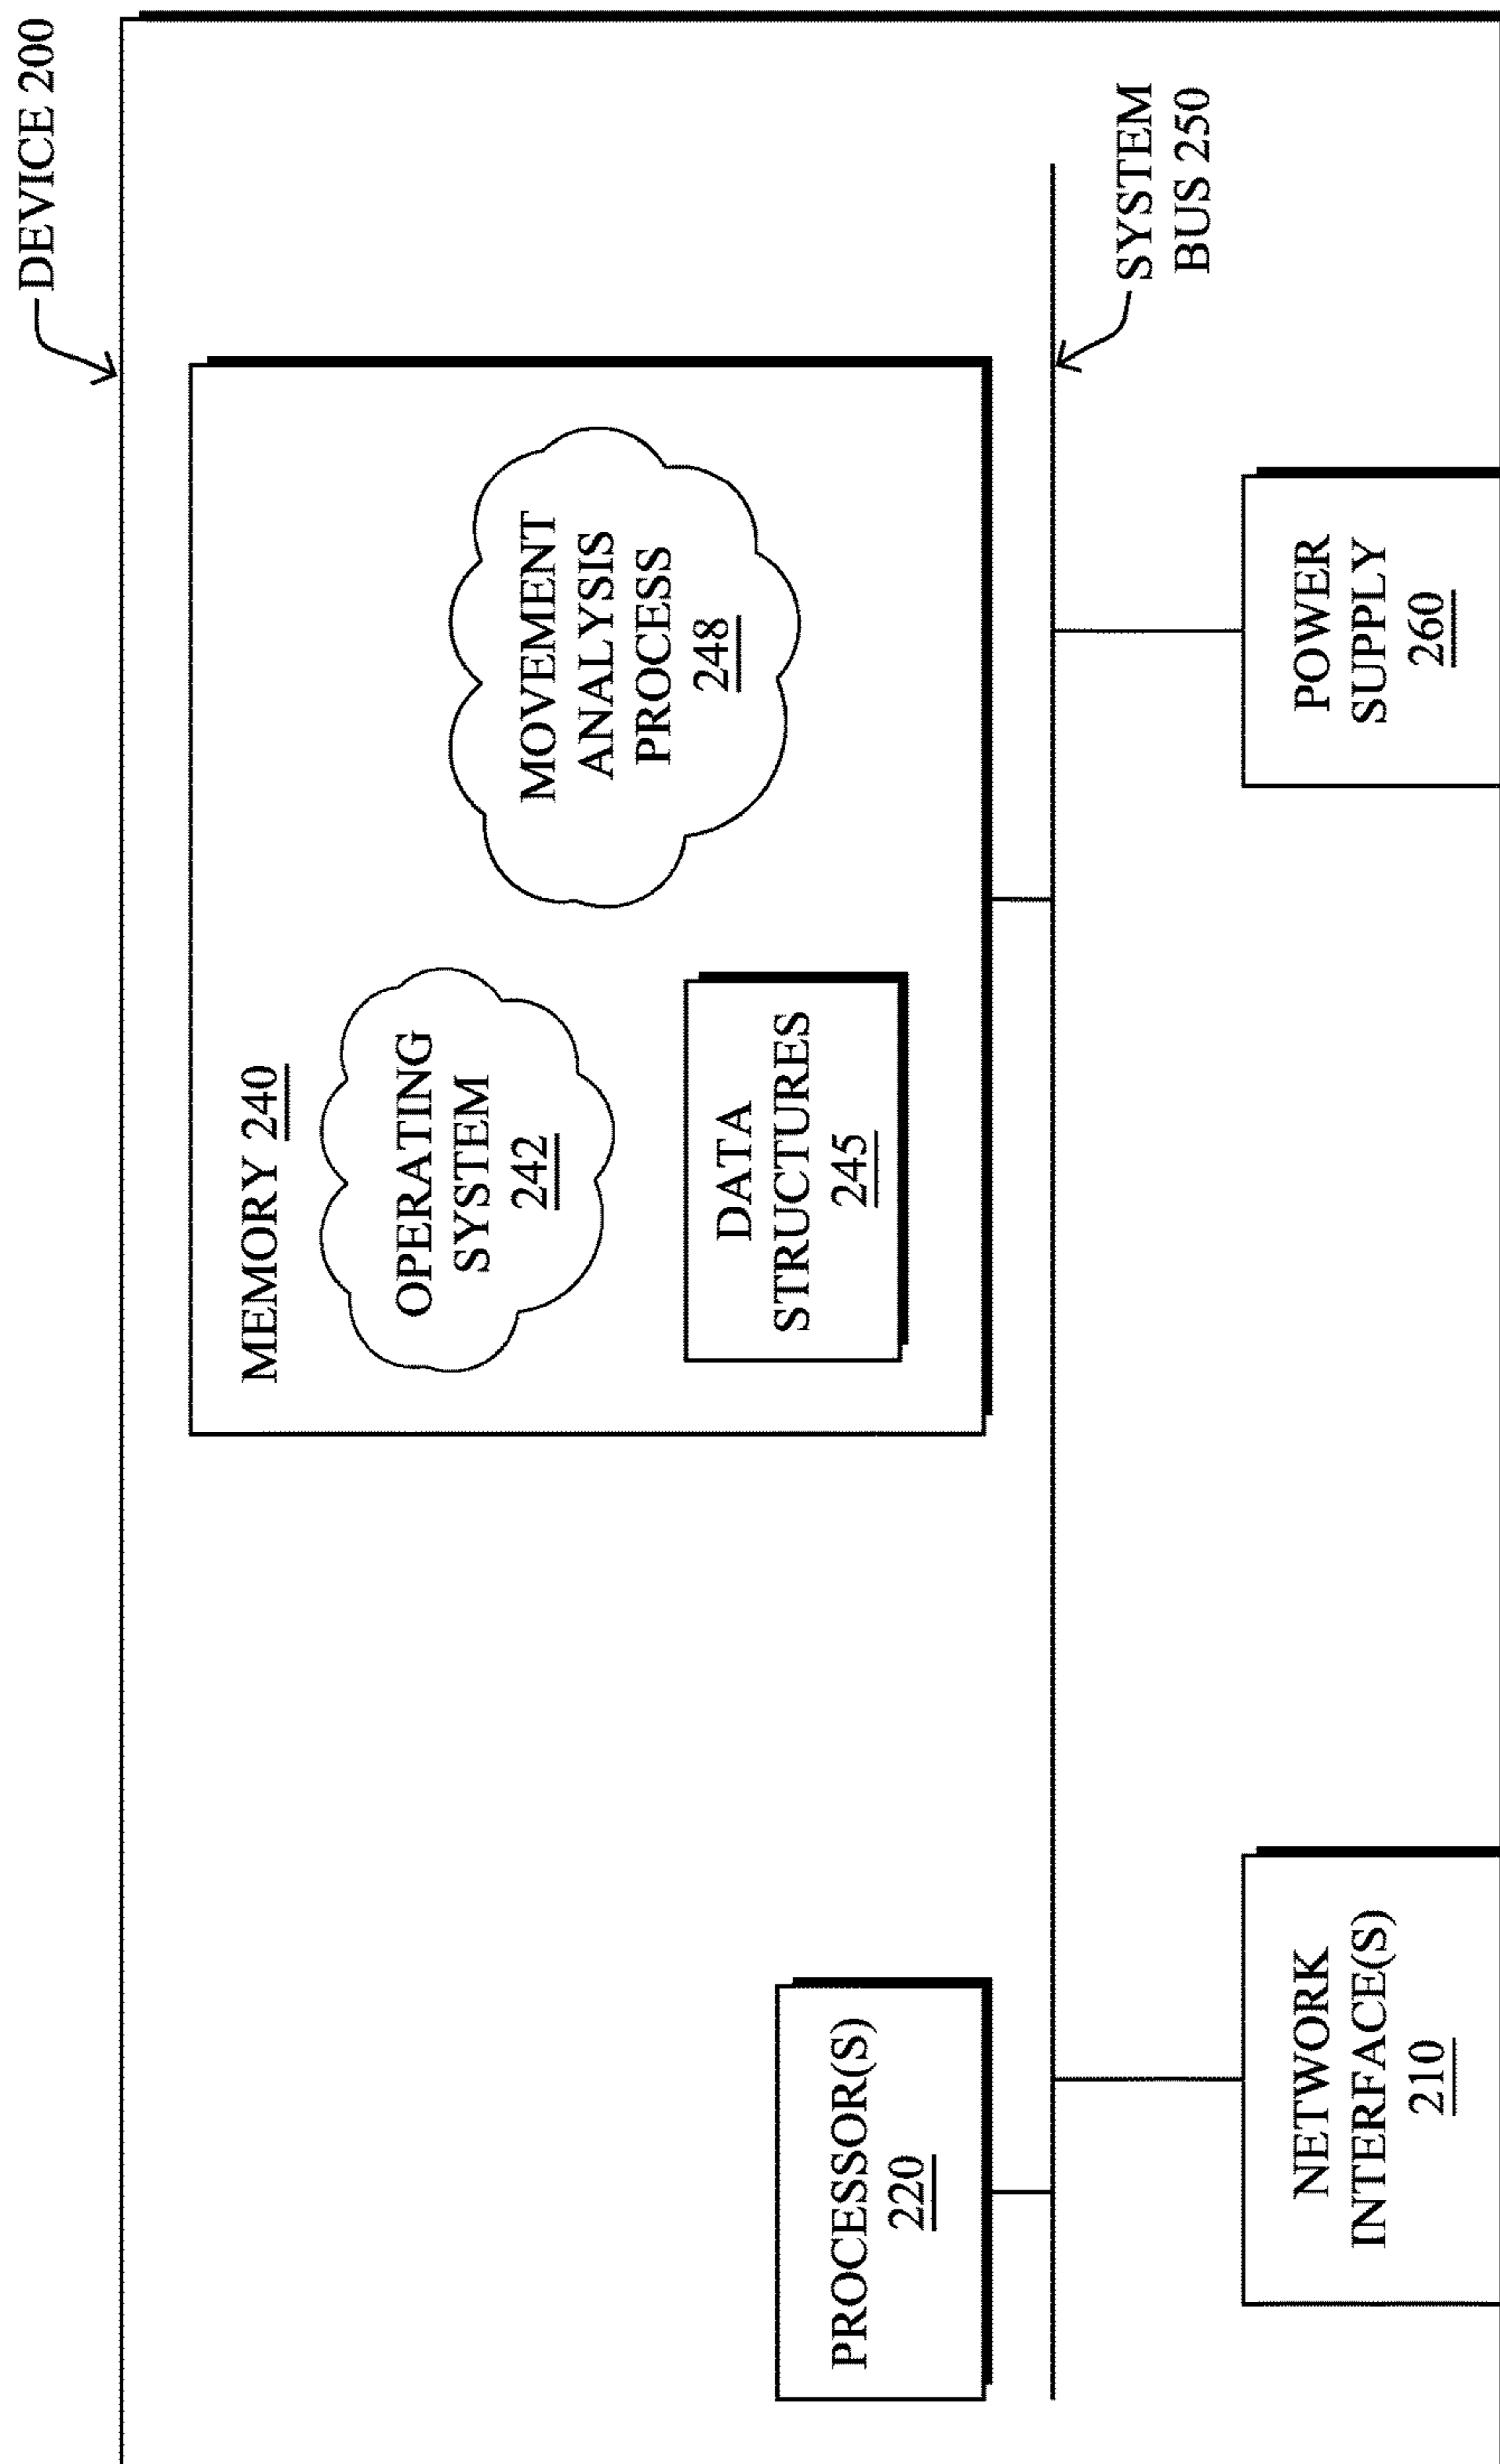 DEVICE 200
MEMORY 240
OPERATING
SYSTEM
242
DATA
STRUCTURES
245
MOVEMENT
ANALYSIS
PROCESS
248
PROCESSOR(S)
220
SYSTEM
BUS 250
NETWORK
INTERFACE(S)
210
POWER
SUPPLY
260